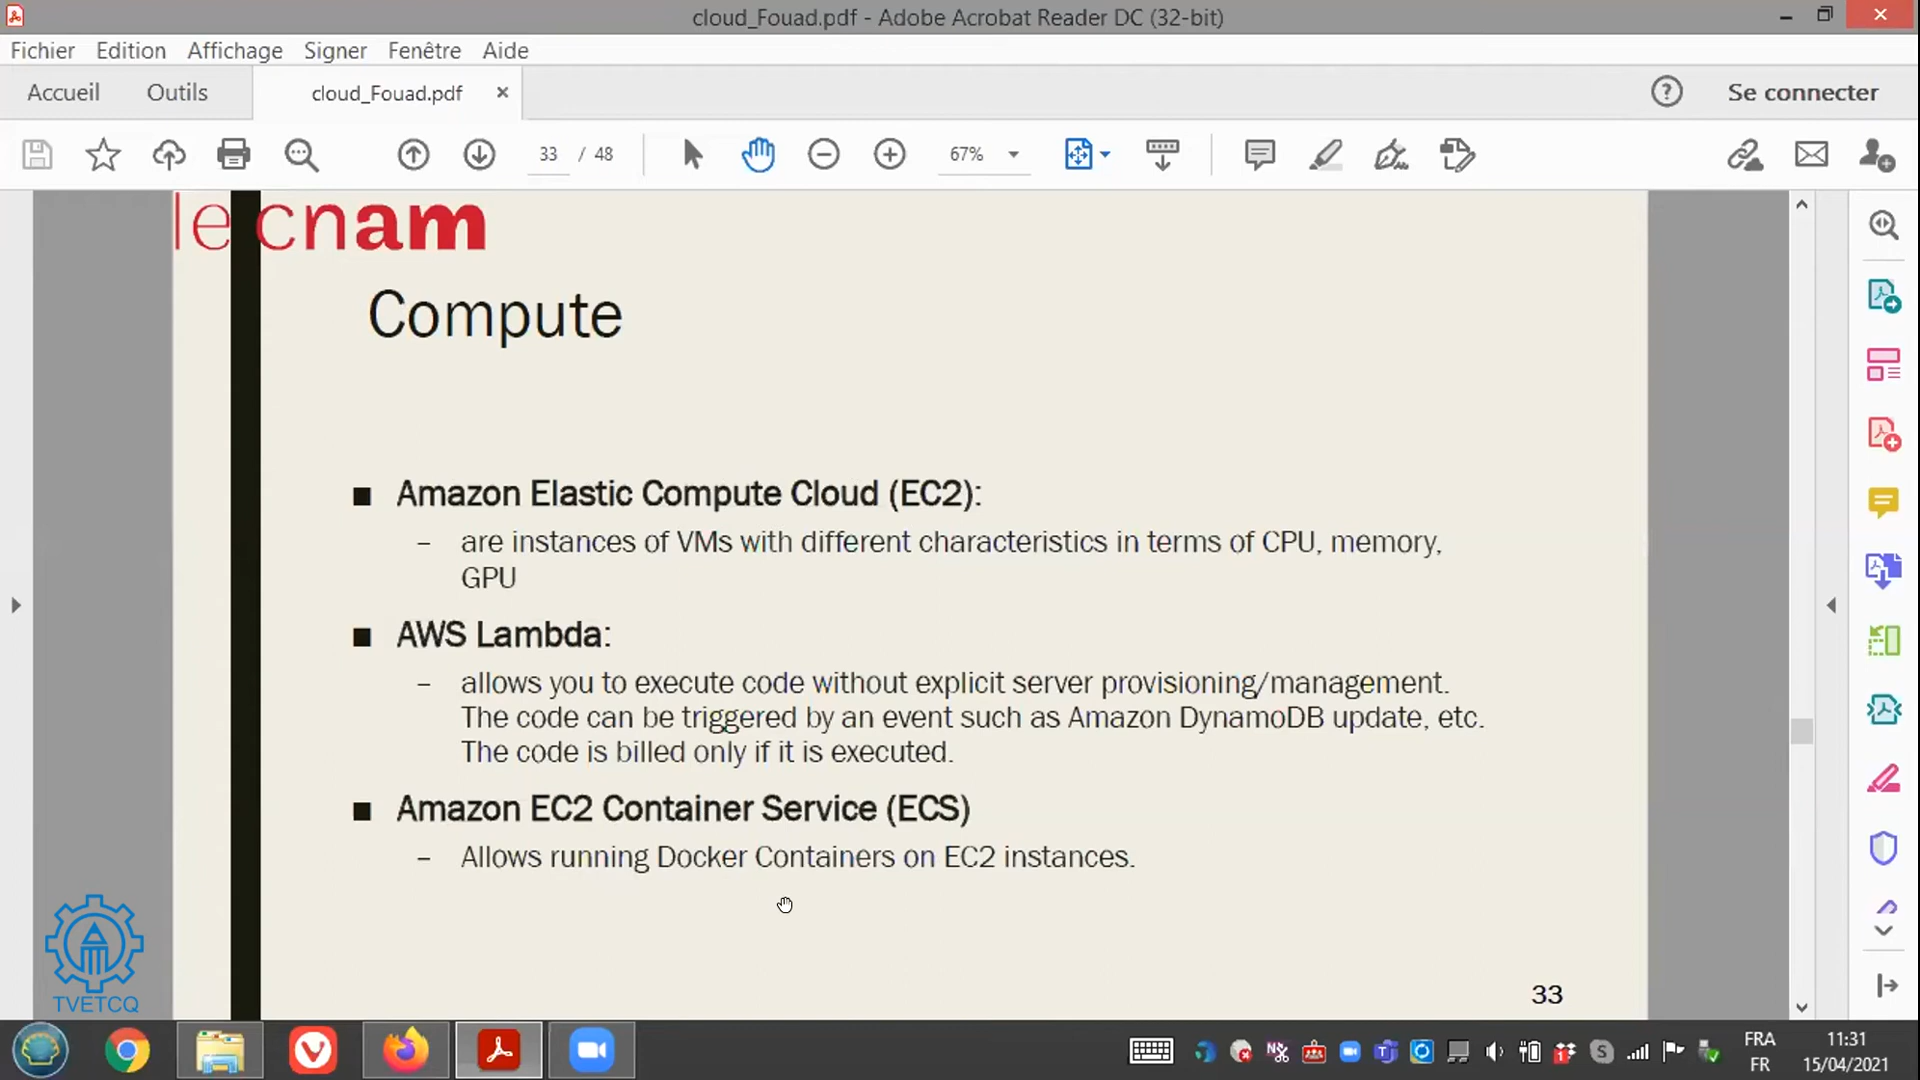 cloud_Fouad.pdf - Adobe Acrobat Reader DC (32-bit)
Fichier Edition Affichage Signer Fenêtre Aide
Accueil Outils cloud_Fouad.pdf × ? Se connecter
33 / 48 67%
le cnam
Compute
■ Amazon Elastic Compute Cloud (EC2):
– are instances of VMs with different characteristics in terms of CPU, memory,
GPU
■ AWS Lambda:
– allows you to execute code without explicit server provisioning/management.
The code can be triggered by an event such as Amazon DynamoDB update, etc.
The code is billed only if it is executed.
■ Amazon EC2 Container Service (ECS)
– Allows running Docker Containers on EC2 instances.
TVETCQ
33
FRA 11:31
FR 15/04/2021